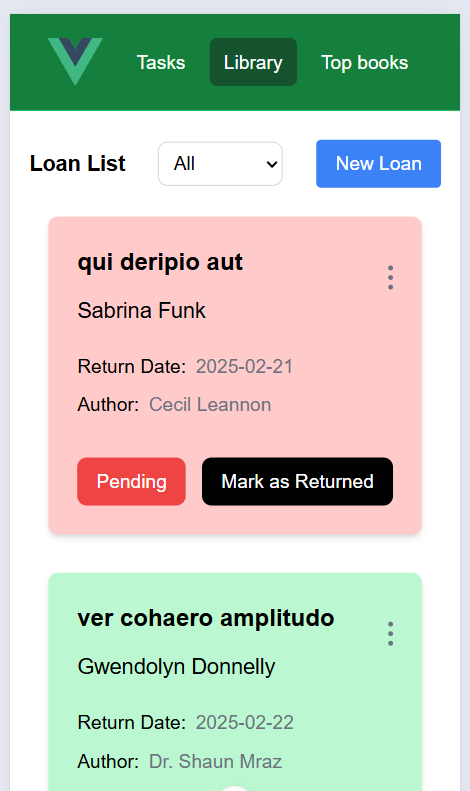 Tasks Library Top books
Loan List All New Loan
qui deripio aut
Sabrina Funk
Return Date: 2025-02-21
Author: Cecil Leannon
Pending Mark as Returned
ver cohaero amplitudo
Gwendolyn Donnelly
Return Date: 2025-02-22
Author: Dr. Shaun Mraz